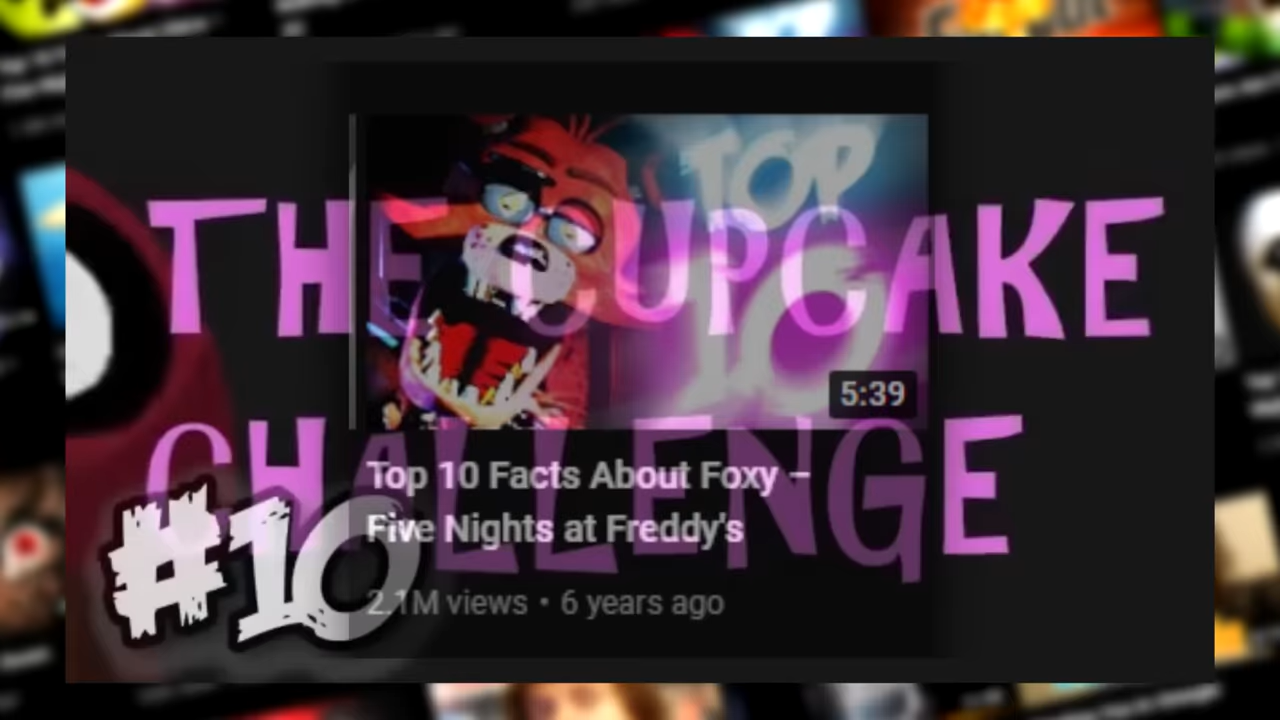 THE CUPCAKE
CHALLENGE
TOP
10
5:39
Top 10 Facts About Foxy –
Five Nights at Freddy's
2.1M views • 6 years ago
#10